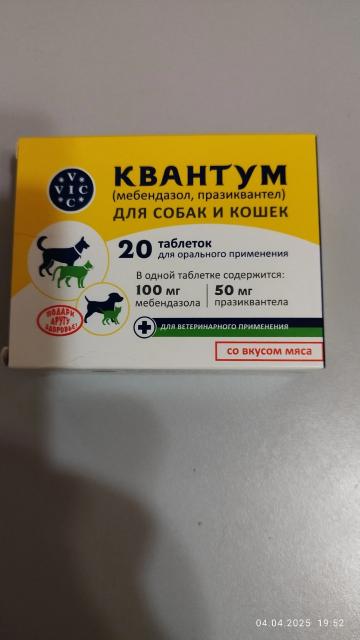 V
VIC
C
КВАНТУМ
(мебендазол, празиквантел)
ДЛЯ СОБАК И КОШЕК
20 таблеток
для орального применения
В одной таблетке содержится:
100 мг 50 мг
мебендазола празиквантела
ПОДАРИ
ДРУГУ
ЗДОРОВЬЕ!
ДЛЯ ВЕТЕРИНАРНОГО ПРИМЕНЕНИЯ
со вкусом мяса
04.04.2025 19:52